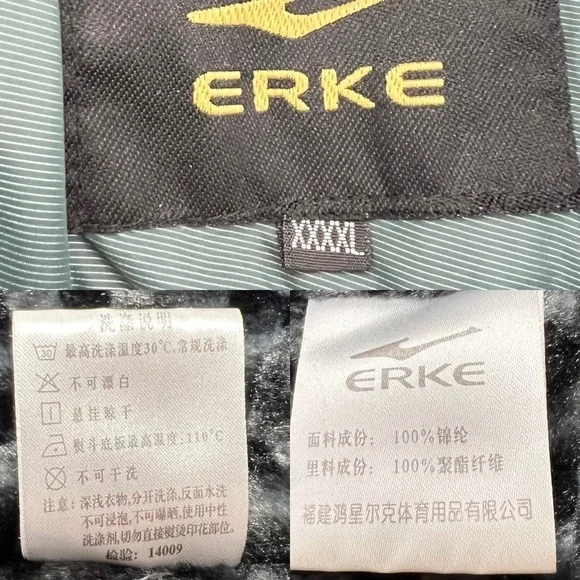 ERKE
XXXXL
洗涤说明
30 最高洗涤温度30℃,常规洗涤
不可漂白
悬挂晾干
熨斗底板最高温度:110℃
不可干洗
注意: 深浅衣物,分开洗涤,反面水洗
不可浸泡,不可曝晒,使用中性
洗涤剂,切勿直接熨烫印花部位。
检验: 14009
ERKE
面料成份: 100%锦纶
里料成份: 100%聚酯纤维
福建鸿星尔克体育用品有限公司